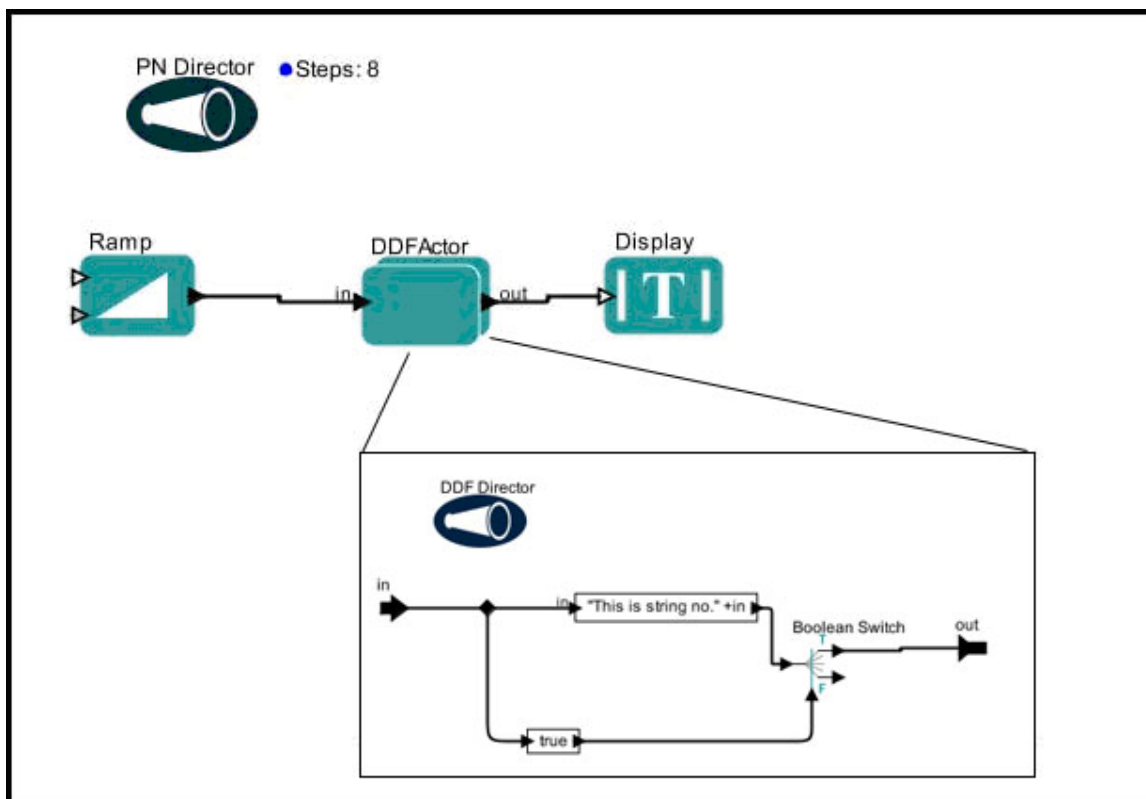 PN Director
Steps: 8
Ramp
DDFActor
Display
in
out
T
DDF Director
in
in
"This is string no." +in
Boolean Switch
out
T
F
true